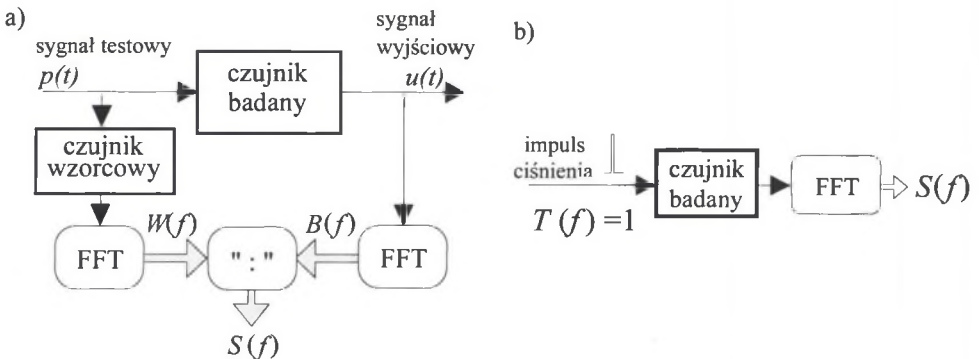 a)
sygnał testowy
p(t)
czujnik
badany
sygnał
wyjściowy
u(t)
czujnik
wzorcowy
FFT
W(f)
" : "
B(f)
FFT
S(f)
b)
impuls
ciśnienia
T (f) =1
czujnik
badany
FFT
S(f)